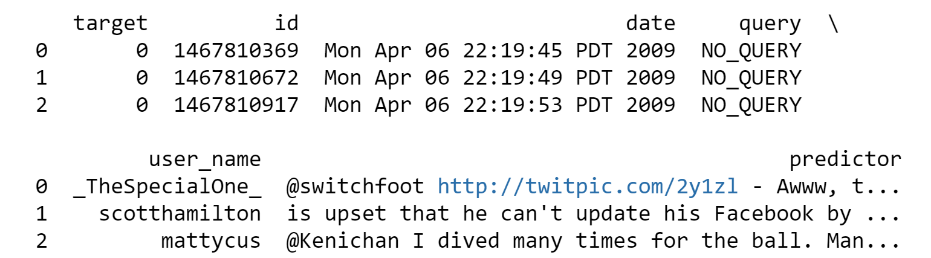 target id date query \
0 0 1467810369 Mon Apr 06 22:19:45 PDT 2009 NO_QUERY
1 0 1467810672 Mon Apr 06 22:19:49 PDT 2009 NO_QUERY
2 0 1467810917 Mon Apr 06 22:19:53 PDT 2009 NO_QUERY
user_name predictor
0 _TheSpecialOne_ @switchfoot http://twitpic.com/2y1zl - Awww, t...
1 scotthamilton is upset that he can't update his Facebook by ...
2 mattycus @Kenichan I dived many times for the ball. Man...